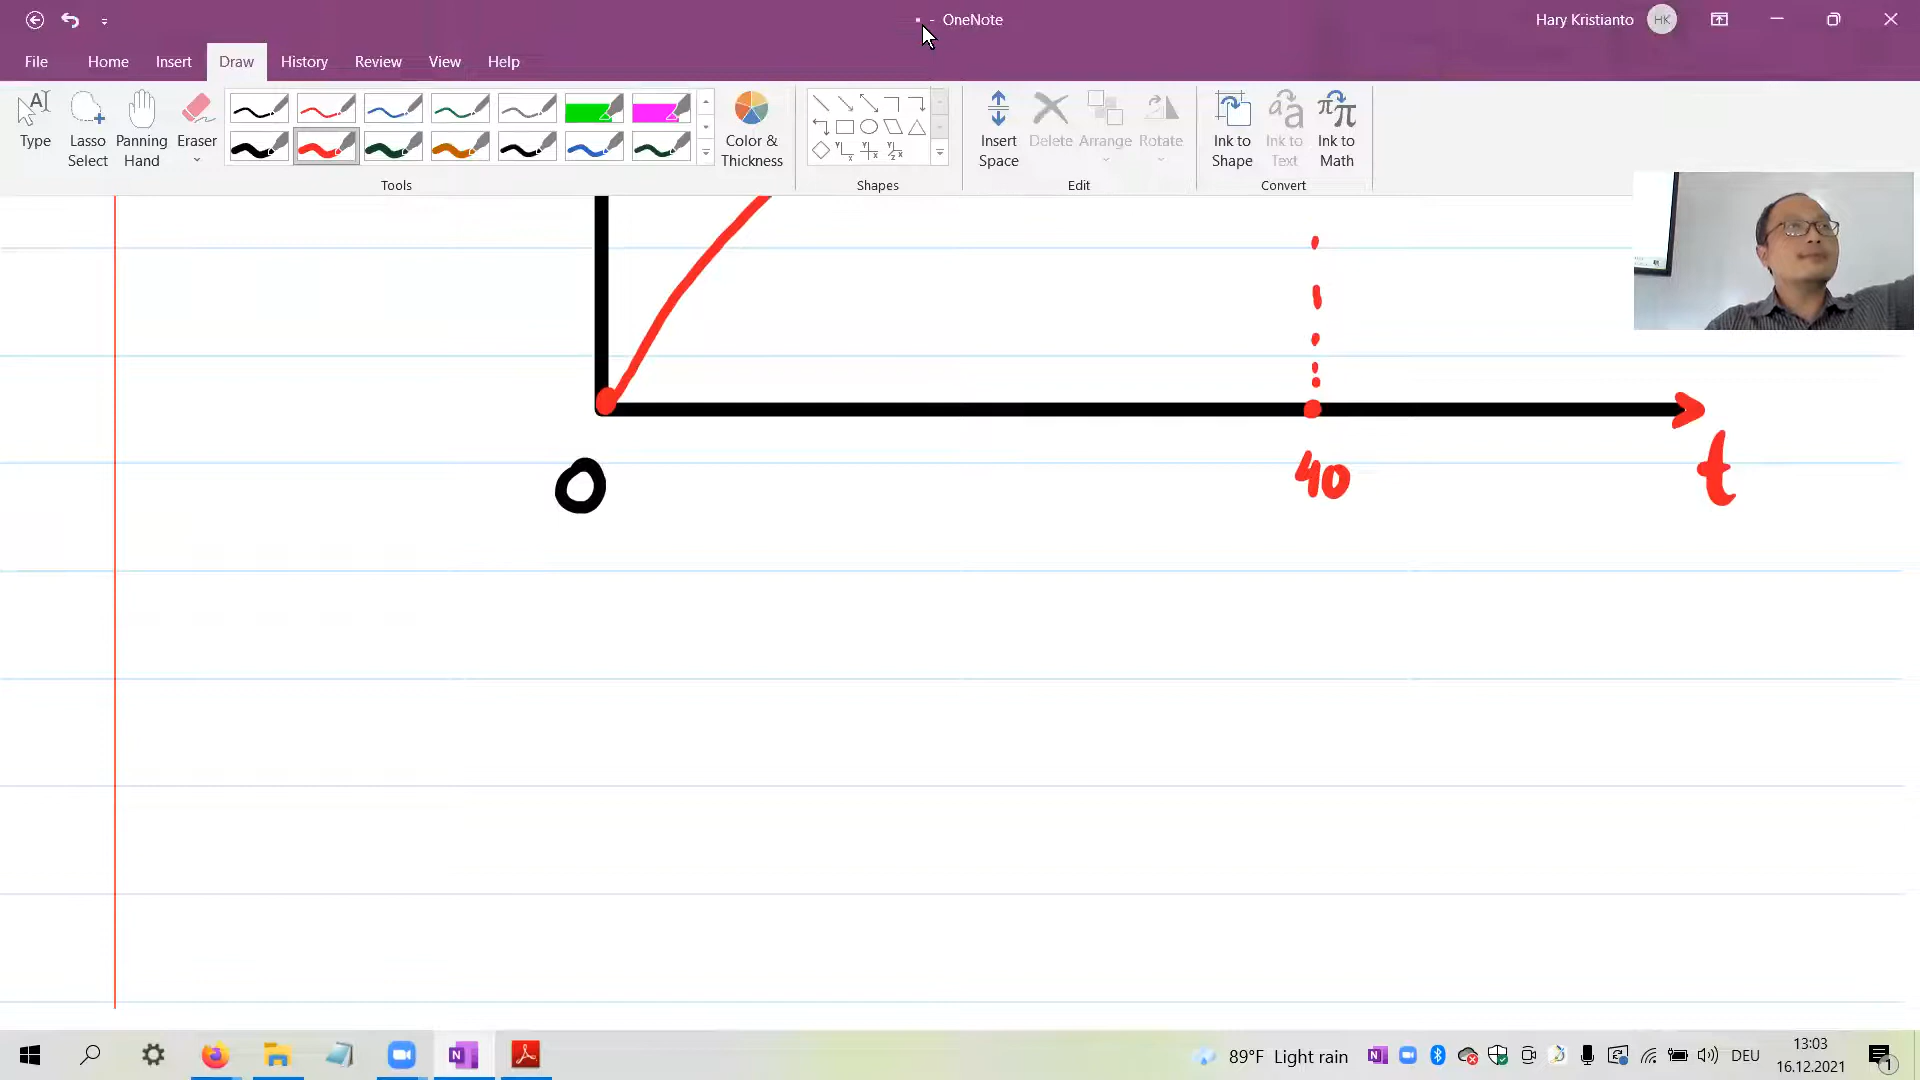 - OneNote
Hary Kristianto
HK
File Home Insert Draw History Review View Help
Type
Lasso Select
Panning Hand
Eraser
Color & Thickness
Insert Space
Delete
Arrange
Rotate
Ink to Shape
Ink to Text
Ink to Math
Tools Shapes Edit Convert
0 40 t
89°F Light rain
DEU
13:03
16.12.2021
1